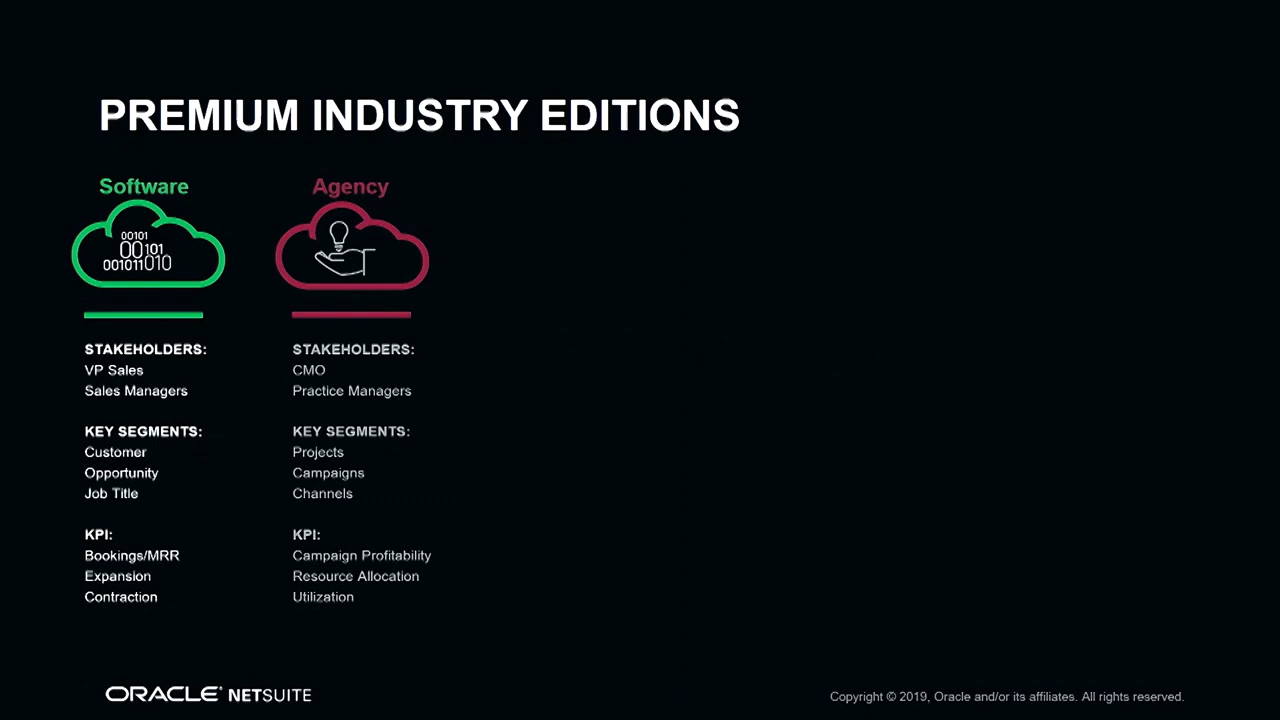 PREMIUM INDUSTRY EDITIONS
Software
00101
00101
001011010
STAKEHOLDERS:
VP Sales
Sales Managers
KEY SEGMENTS:
Customer
Opportunity
Job Title
KPI:
Bookings/MRR
Expansion
Contraction
Agency
STAKEHOLDERS:
CMO
Practice Managers
KEY SEGMENTS:
Projects
Campaigns
Channels
KPI:
Campaign Profitability
Resource Allocation
Utilization
ORACLE® NETSUITE
Copyright © 2019, Oracle and/or its affiliates. All rights reserved.